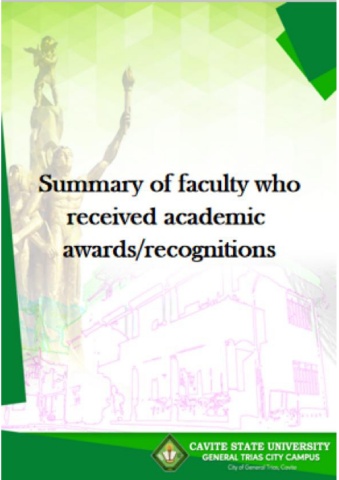 Summary of faculty who
received academic
awards/recognitions
CAVITE STATE UNIVERSITY
GENERAL TRIAS CITY CAMPUS
City of General Trias, Cavite